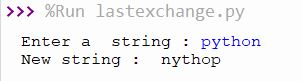 >>> %Run lastexchange.py
Enter a  string : python
New string :  nythop